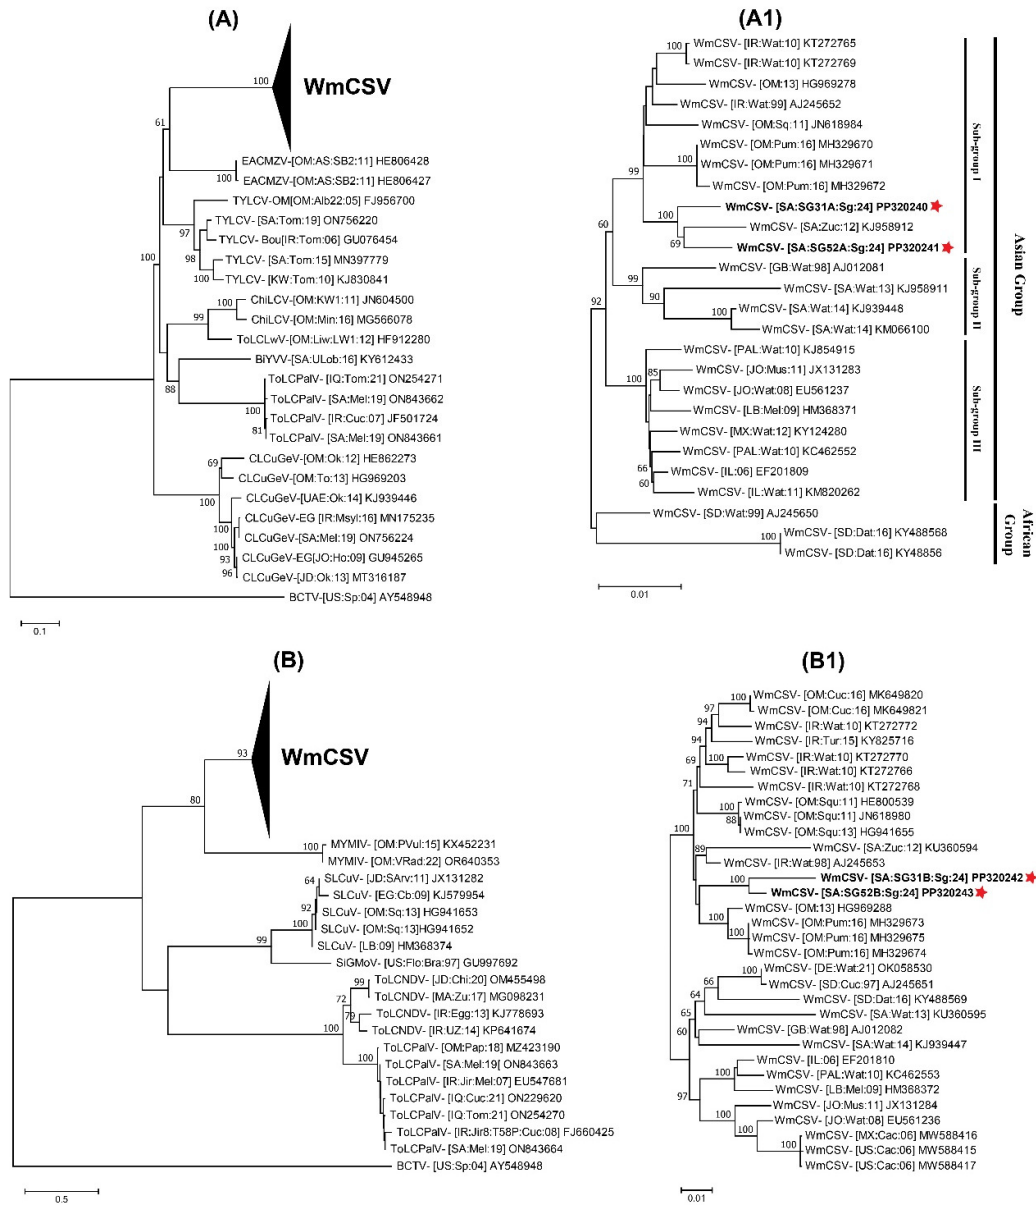 (A)
100
WmCSV
61
EACMZV-[OM:AS:SB2:11] HE806428
100
EACMZV-[OM:AS:SB2:11] HE806427
TYLCV-OM[OM:Alb22:05] FJ956700
TYLCV- [SA:Tom:19] ON756220
97
TYLCV- Bou[IR:Tom:06] GU076454
98
TYLCV- [SA:Tom:15] MN397779
100
TYLCV- [KW:Tom:10] KJ830841
100
100
ChiLCV-[OM:KW1:11] JN604500
99
ChiLCV-[OM:Min:16] MG566078
ToLCLwV- [OM:Liw:LW1:12] HF912280
BiYVV- [SA:ULob:16] KY612433
88
ToLCPalV- [IQ:Tom:21] ON254271
ToLCPalV- [SA:Mel:19] ON843662
100
ToLCPalV- [IR:Cuc:07] JF501724
81
ToLCPalV- [SA:Mel:19] ON843661
69
CLCuGeV-[OM:Ok:12] HE862273
CLCuGeV- [OM:To:13] HG969203
100
CLCuGeV-[UAE:Ok:14] KJ939446
CLCuGeV-EG [IR:Msyl:16] MN175235
100
CLCuGeV-[SA:Mel:19] ON756224
100
93
CLCuGeV-EG[JO:Ho:09] GU945265
96
CLCuGeV-[JD:Ok:13] MT316187
BCTV-[US:Sp:04] AY548948
0.1
(A1)
100
WmCSV- [IR:Wat:10] KT272765
WmCSV- [IR:Wat:10] KT272769
WmCSV- [OM:13] HG969278
WmCSV- [IR:Wat:99] AJ245652
WmCSV- [OM:Sq:11] JN618984
WmCSV- [OM:Pum:16] MH329670
100
WmCSV- [OM:Pum:16] MH329671
99
WmCSV- [OM:Pum:16] MH329672
WmCSV- [SA:SG31A:Sg:24] PP320240
100
WmCSV- [SA:Zuc:12] KJ958912
60
69
WmCSV- [SA:SG52A:Sg:24] PP320241
WmCSV- [GB:Wat:98] AJ012081
99
WmCSV- [SA:Wat:13] KJ958911
90
92
WmCSV- [SA:Wat:14] KJ939448
100
WmCSV- [SA:Wat:14] KM066100
WmCSV- [PAL:Wat:10] KJ854915
WmCSV- [JO:Mus:11] JX131283
85
100
WmCSV- [JO:Wat:08] EU561237
WmCSV- [LB:Mel:09] HM368371
WmCSV- [MX:Wat:12] KY124280
WmCSV- [PAL:Wat:10] KC462552
66
WmCSV- [IL:06] EF201809
60
WmCSV- [IL:Wat:11] KM820262
WmCSV- [SD:Wat:99] AJ245650
100
WmCSV- [SD:Dat:16] KY488568
WmCSV- [SD:Dat:16] KY48856
Sub-group I
Sub-group II
Sub-group III
Asian Group
African
Group
0.01
(B)
93
WmCSV
80
MYMIV- [OM:PVul:15] KX452231
100
MYMIV- [OM:VRad:22] OR640353
SLCuV- [JD:SArv:11] JX131282
64
SLCuV- [EG:Cb:09] KJ579954
92
SLCuV- [OM:Sq:13] HG941653
100
SLCuV- [OM:Sq:13]HG941652
99
SLCuV- [LB:09] HM368374
SiGMoV- [US:Flo:Bra:97] GU997692
99
ToLCNDV- [JD:Chi:20] OM455498
72
ToLCNDV- [MA:Zu:17] MG098231
79
ToLCNDV- [IR:Egg:13] KJ778693
100
ToLCNDV- [IR:UZ:14] KP641674
ToLCPalV- [OM:Pap:18] MZ423190
100
ToLCPalV- [SA:Mel:19[ ON843663
ToLCPalV- [IR:Jir:Mel:07] EU547681
ToLCPalV- [IQ:Cuc:21] ON229620
ToLCPalV- [IQ:Tom:21] ON254270
ToLCPalV- [IR:Jir8:T58P:Cuc:08] FJ660425
ToLCPalV- [SA:Mel:19] ON843664
BCTV- [US:Sp:04] AY548948
0.5
(B1)
100
WmCSV- [OM:Cuc:16] MK649820
97
WmCSV- [OM:Cuc:16] MK649821
94
WmCSV- [IR:Wat:10] KT272772
94
WmCSV- [IR:Tur:15] KY825716
69
100
WmCSV- [IR:Wat:10] KT272770
WmCSV- [IR:Wat:10] KT272766
71
WmCSV- [IR:Wat:10] KT272768
100
WmCSV- [OM:Squ:11] HE800539
88
WmCSV- [OM:Squ:11] JN618980
100
WmCSV- [OM:Squ:13] HG941655
89
WmCSV- [SA:Zuc:12] KU360594
WmCSV- [IR:Wat:98] AJ245653
100
WmCSV- [SA:SG31B:Sg:24] PP320242
WmCSV- [SA:SG52B:Sg:24] PP320243
WmCSV- [OM:13] HG969288
100
WmCSV- [OM:Pum:16] MH329673
100
WmCSV- [OM:Pum:16] MH329675
WmCSV- [OM:Pum:16] MH329674
66
WmCSV- [DE:Wat:21] OK058530
WmCSV- [SD:Cuc:97] AJ245651
64
WmCSV- [SD:Dat:16] KY488569
65
WmCSV- [SA:Wat:13] KU360595
60
WmCSV- [GB:Wat:98] AJ012082
WmCSV- [SA:Wat:14] KJ939447
WmCSV- [IL:06] EF201810
100
WmCSV- [PAL:Wat:10] KC462553
97
WmCSV- [LB:Mel:09] HM368372
WmCSV- [JO:Mus:11] JX131284
100
WmCSV- [JO:Wat:08] EU561236
100
WmCSV- [MX:Cac:06] MW588416
100
WmCSV- [US:Cac:06] MW588415
WmCSV- [US:Cac:06] MW588417
0.01